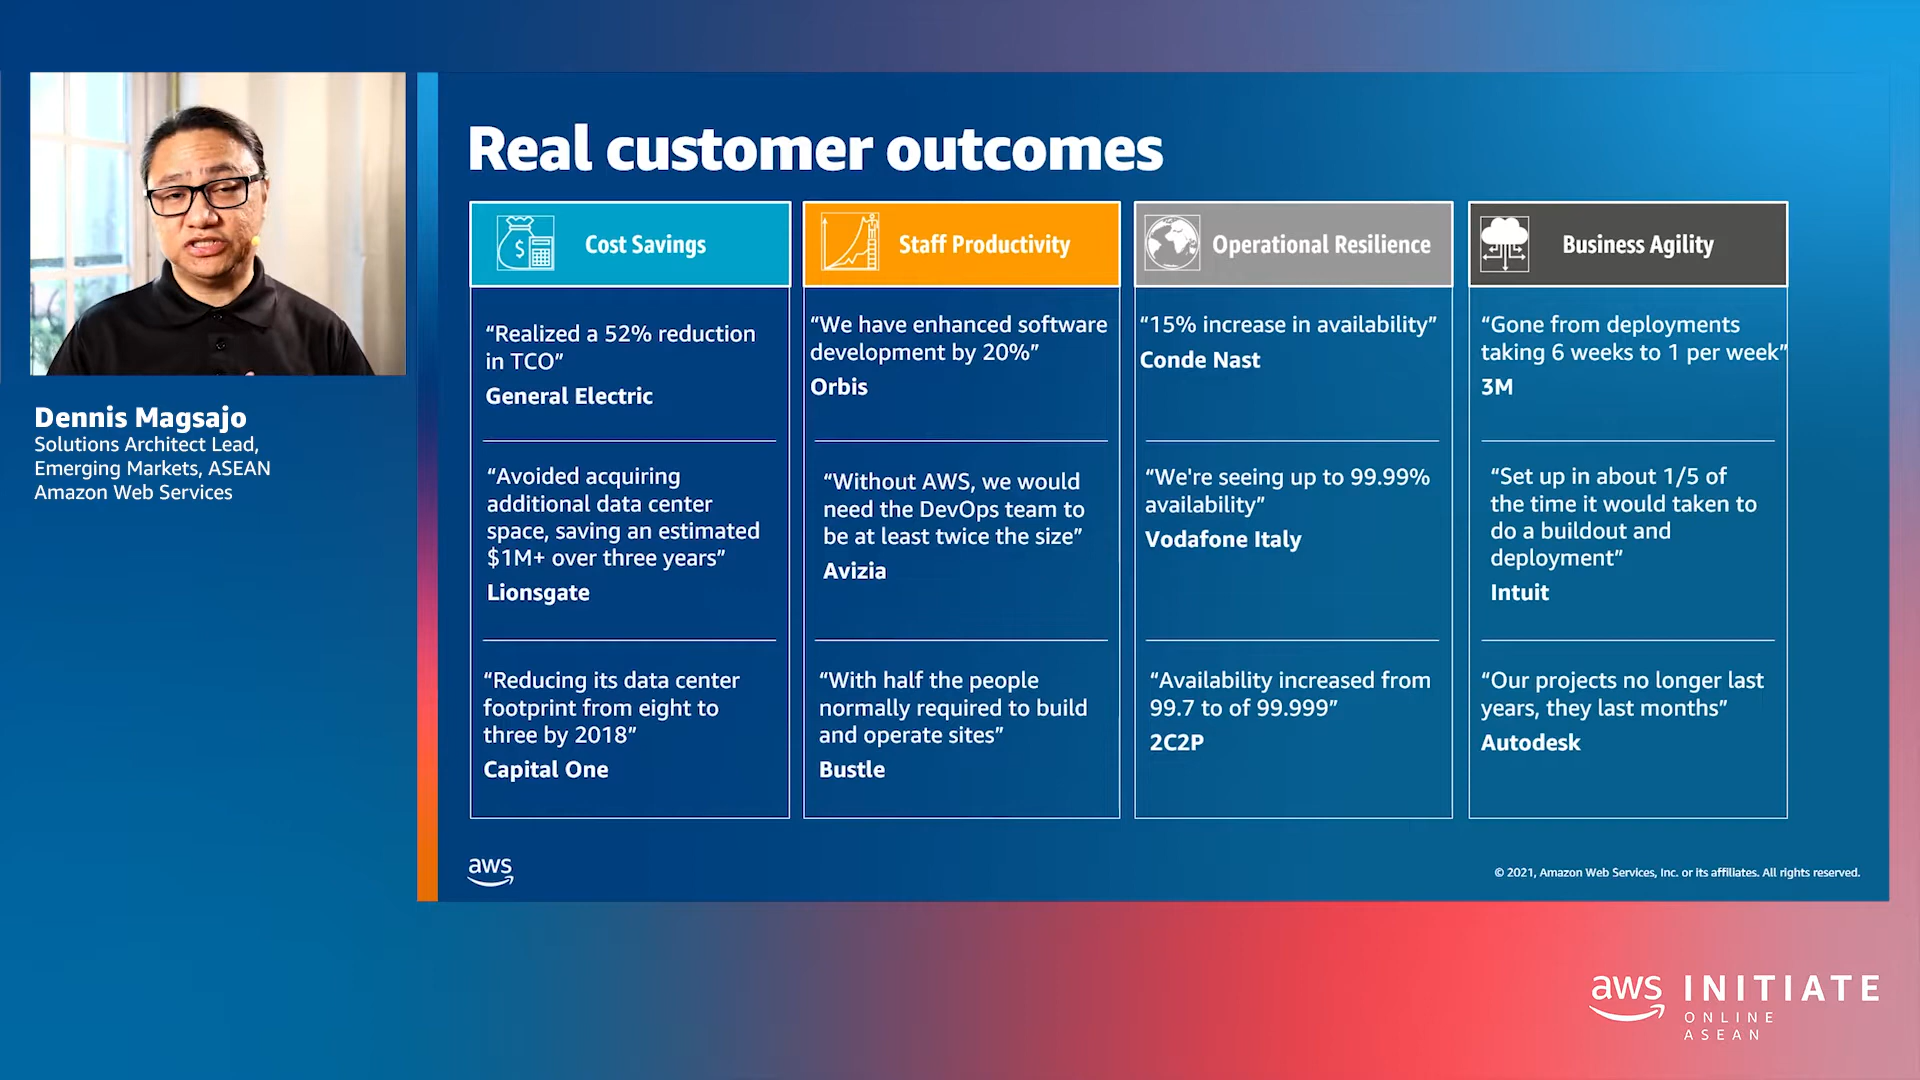 Dennis Magsajo
Solutions Architect Lead,
Emerging Markets, ASEAN
Amazon Web Services
Real customer outcomes
Cost Savings
“Realized a 52% reduction
in TCO”
General Electric
“Avoided acquiring
additional data center
space, saving an estimated
$1M+ over three years”
Lionsgate
“Reducing its data center
footprint from eight to
three by 2018”
Capital One
Staff Productivity
“We have enhanced software
development by 20%”
Orbis
“Without AWS, we would
need the DevOps team to
be at least twice the size”
Avizia
“With half the people
normally required to build
and operate sites”
Bustle
Operational Resilience
“15% increase in availability”
Conde Nast
“We're seeing up to 99.99%
availability”
Vodafone Italy
“Availability increased from
99.7 to of 99.999”
2C2P
Business Agility
“Gone from deployments
taking 6 weeks to 1 per week”
3M
“Set up in about 1/5 of
the time it would taken to
do a buildout and
deployment”
Intuit
“Our projects no longer last
years, they last months”
Autodesk
aws
© 2021, Amazon Web Services, Inc. or its affiliates. All rights reserved.
aws INITIATE
ONLINE
ASEAN